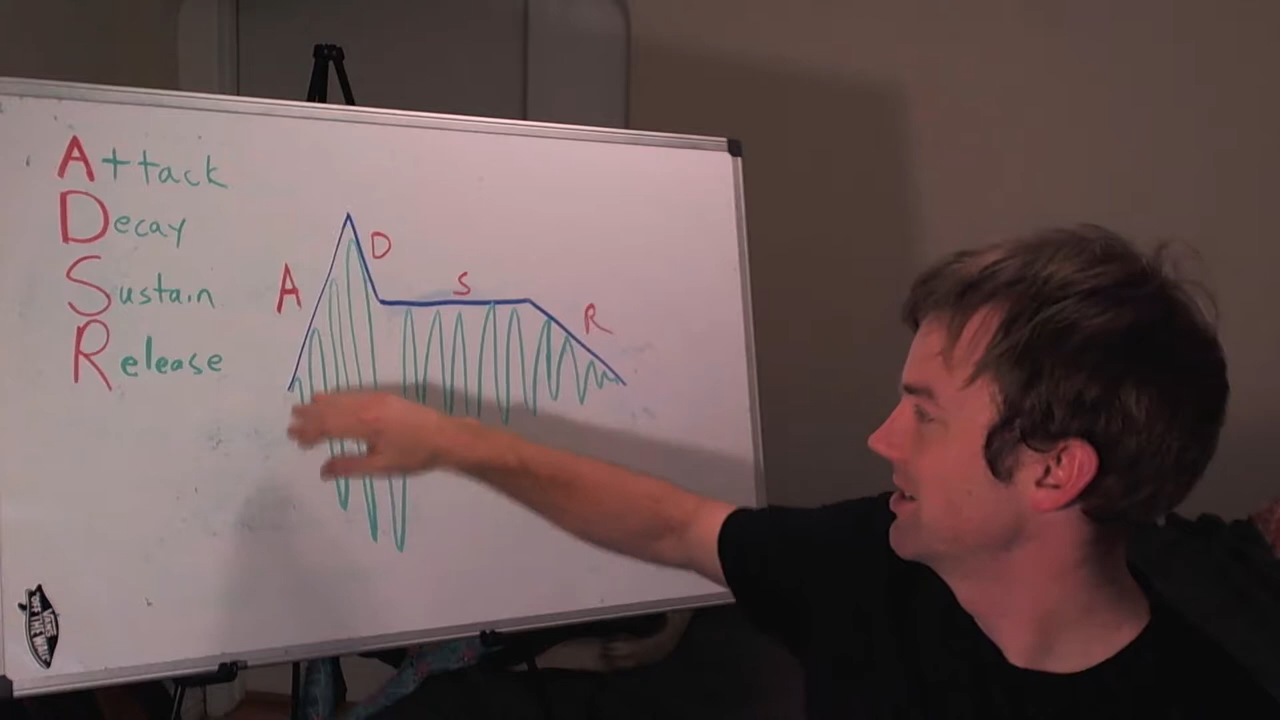 Attack
Decay
Sustain
Release
A
D
S
R
VANS
"OFF THE WALL"